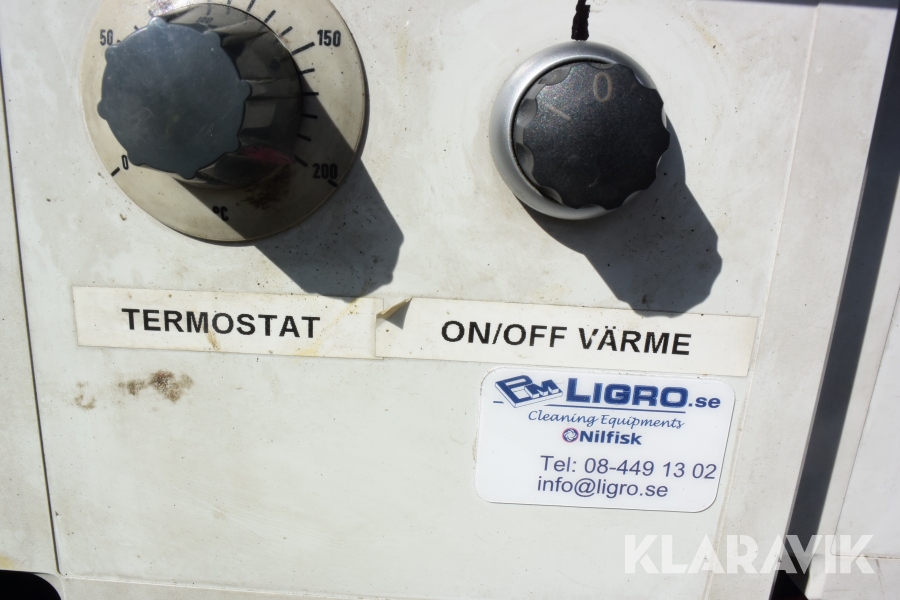 50
150
0
200
°C
0
TERMOSTAT
ON/OFF VÄRME
PLM LIGRO.se
Cleaning Equipments
Nilfisk
Tel: 08-449 13 02
info@ligro.se
KLARAVIK